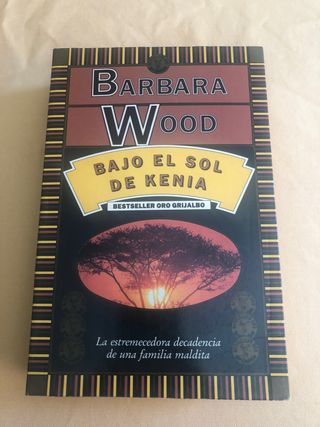 BARBARA
WOOD
BAJO EL SOL
DE KENIA
BESTSELLER ORO GRIJALBO
La estremecedora decadencia
de una familia maldita